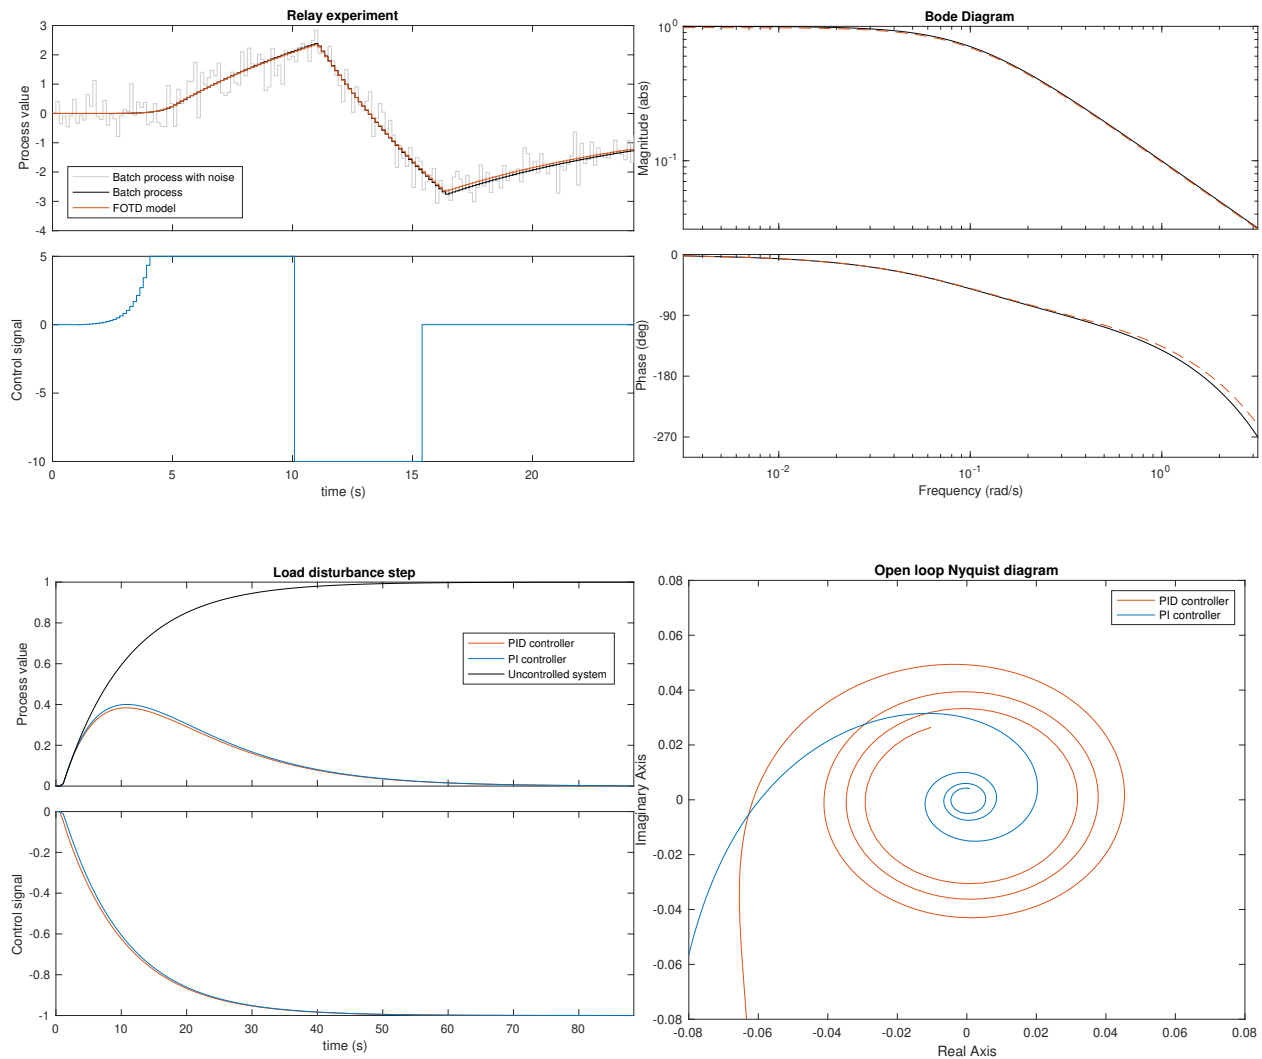 Relay experiment
3
2
1
0
-1
-2
-3
-4
Process value
Batch process with noise
Batch process
FOTD model
5
0
-5
-10
Control signal
0
5
10
15
20
time (s)
Bode Diagram
10^0
10^-1
Magnitude (abs)
0
-90
-180
-270
Phase (deg)
10^-2
10^-1
10^0
Frequency (rad/s)
Load disturbance step
1
0.8
0.6
0.4
0.2
0
Process value
PID controller
PI controller
Uncontrolled system
0
-0.2
-0.4
-0.6
-0.8
-1
Control signal
0
10
20
30
40
50
60
70
80
time (s)
Open loop Nyquist diagram
0.08
0.06
0.04
0.02
0
-0.02
-0.04
-0.06
-0.08
Imaginary Axis
PID controller
PI controller
-0.08
-0.06
-0.04
-0.02
0
0.02
0.04
0.06
0.08
Real Axis